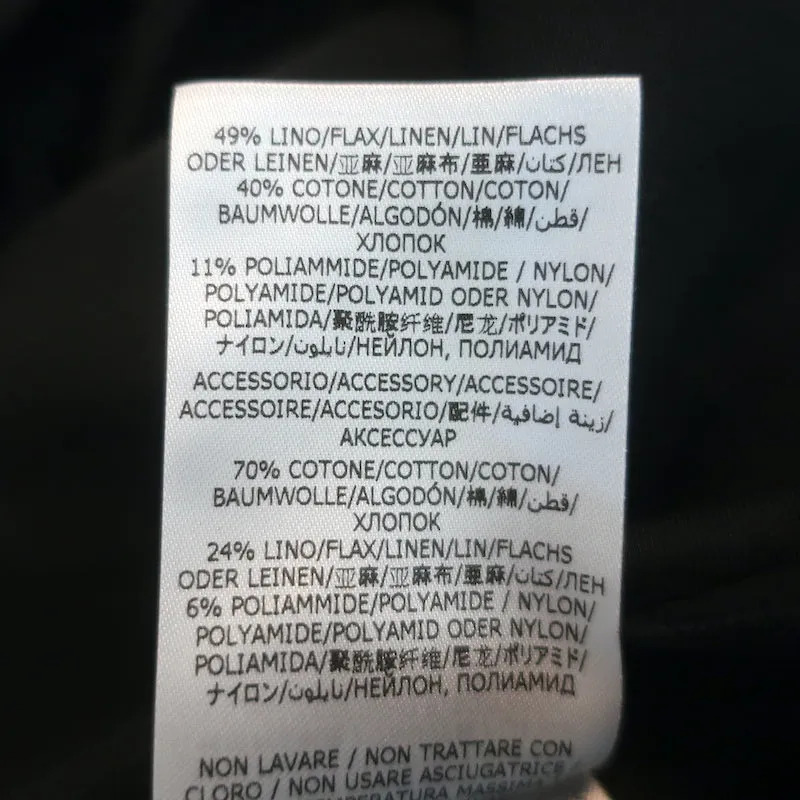 49% LINO/FLAX/LINEN/LIN/FLACHS
ODER LEINEN/亚麻/亚麻布/亜麻/كتان/ЛЕН
40% COTONE/COTTON/COTON/
BAUMWOLLE/ALGODÓN/棉/綿/قطن/
ХЛОПОК
11% POLIAMMIDE/POLYAMIDE / NYLON/
POLYAMIDE/POLYAMID ODER NYLON/
POLIAMIDA/聚酰胺纤维/尼龙/ポリアミド/
ナイロン/نايلون/НЕЙЛОН, ПОЛИАМИД
ACCESSORIO/ACCESSORY/ACCESSOIRE/
ACCESSOIRE/ACCESORIO/配件/زينة إضافية/
АКСЕССУАР
70% COTONE/COTTON/COTON/
BAUMWOLLE/ALGODÓN/棉/綿/قطن/
ХЛОПОК
24% LINO/FLAX/LINEN/LIN/FLACHS
ODER LEINEN/亚麻/亚麻布/亜麻/كتان/ЛЕН
6% POLIAMMIDE/POLYAMIDE / NYLON/
POLYAMIDE/POLYAMID ODER NYLON/
POLIAMIDA/聚酰胺纤维/尼龙/ポリアミド/
ナイロン/نايلون/НЕЙЛОН, ПОЛИАМИД
NON LAVARE / NON TRATTARE CON
CLORO / NON USARE ASCIUGATRICE /
TEMPERATURA MASSIMA